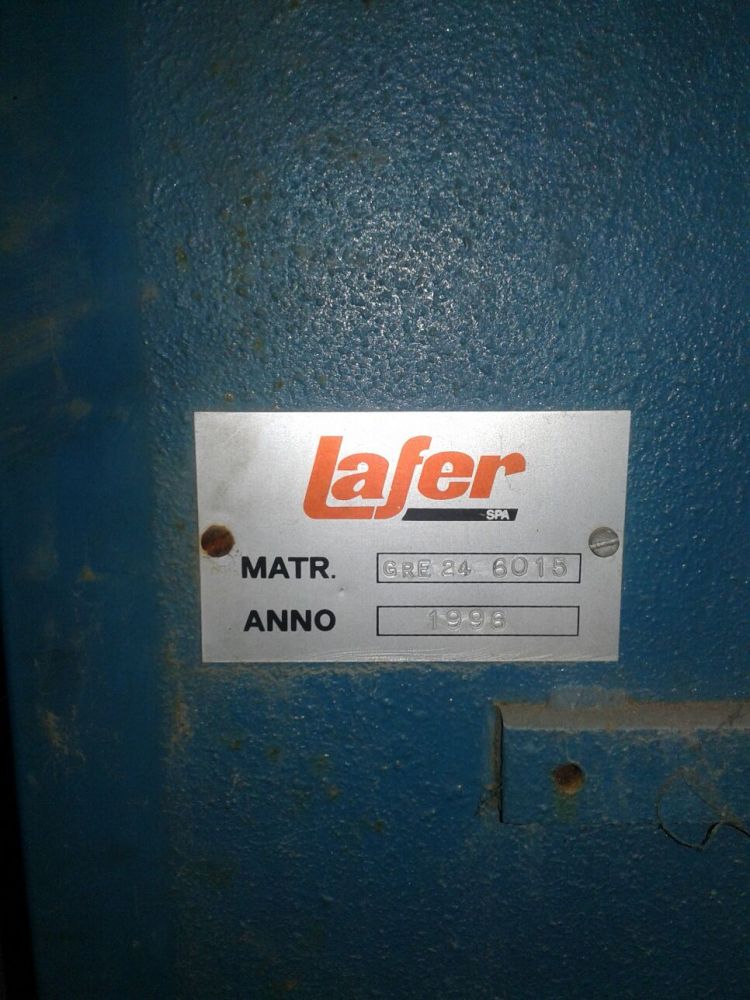 Lafer
SPA
MATR. GRE 24 6015
ANNO 1996